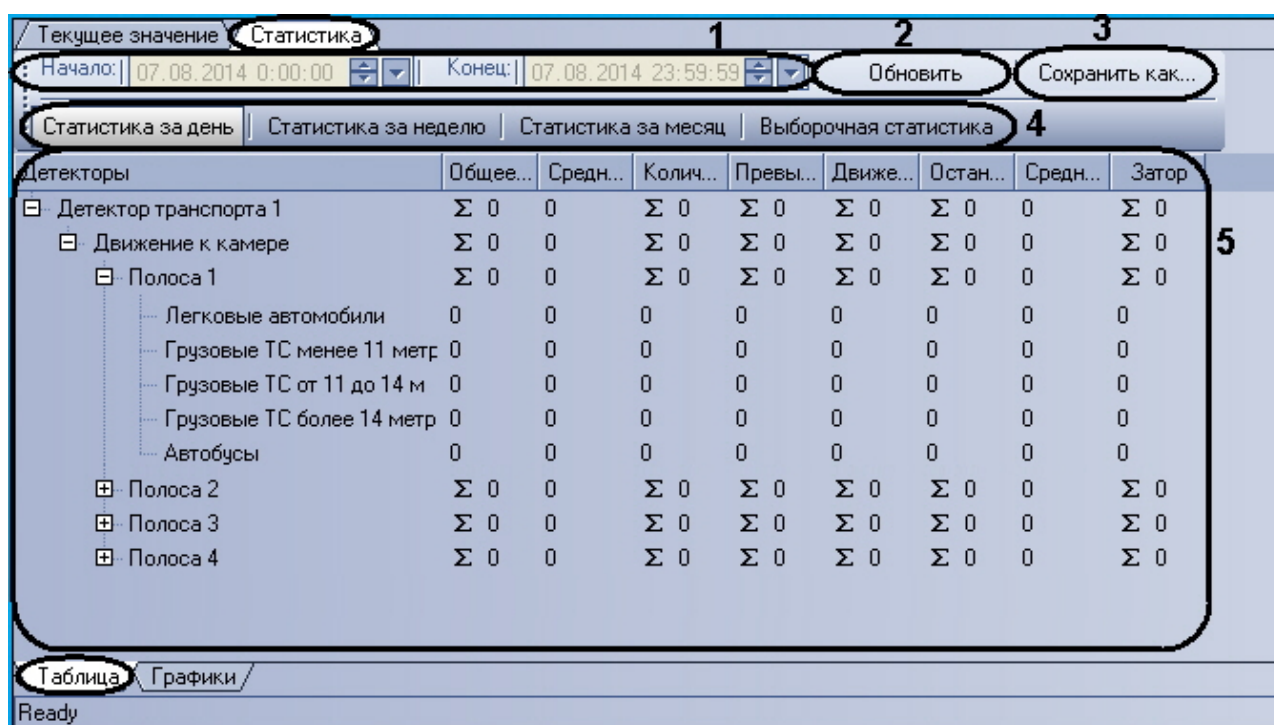 Текущее значение Статистика 1 2 3
Начало: 07.08.2014 0:00:00 Конец: 07.08.2014 23:59:59 Обновить Сохранить как...
Статистика за день Статистика за неделю Статистика за месяц Выборочная статистика 4
Детекторы Общее... Средн... Колич... Превы... Движе... Остан... Средн... Затор
Детектор транспорта 1 Σ 0 0 Σ 0 Σ 0 Σ 0 Σ 0 0 Σ 0
Движение к камере Σ 0 0 Σ 0 Σ 0 Σ 0 Σ 0 0 Σ 0 5
Полоса 1 Σ 0 0 Σ 0 Σ 0 Σ 0 Σ 0 0 Σ 0
Легковые автомобили 0 0 0 0 0 0 0 0
Грузовые ТС менее 11 метр 0 0 0 0 0 0 0 0
Грузовые ТС от 11 до 14 м 0 0 0 0 0 0 0 0
Грузовые ТС более 14 метр 0 0 0 0 0 0 0 0
Автобусы 0 0 0 0 0 0 0 0
Полоса 2 Σ 0 0 Σ 0 Σ 0 Σ 0 Σ 0 0 Σ 0
Полоса 3 Σ 0 0 Σ 0 Σ 0 Σ 0 Σ 0 0 Σ 0
Полоса 4 Σ 0 0 Σ 0 Σ 0 Σ 0 Σ 0 0 Σ 0
Таблица Графики
Ready